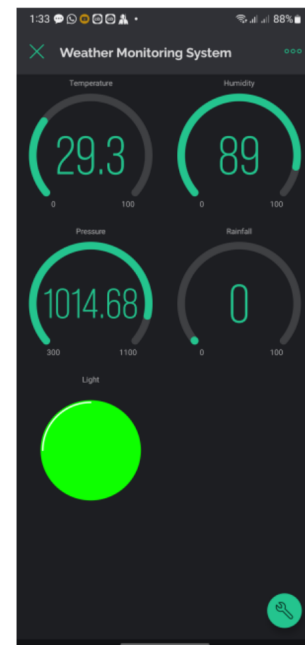 1:33 88%
Weather Monitoring System
Temperature Humidity
29.3 89
0 100 0 100
Pressure Rainfall
1014.68 0
300 1100 0 100
Light